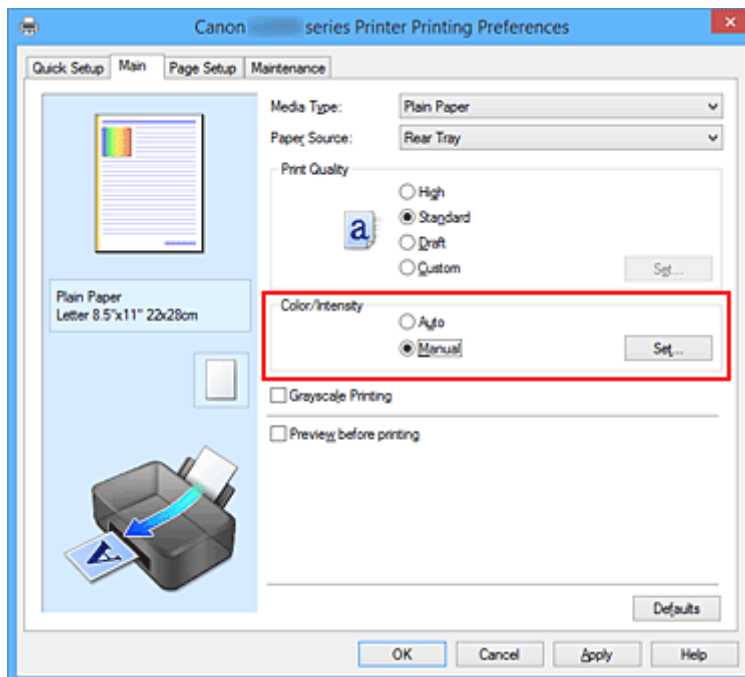 Canon series Printer Printing Preferences
Quick Setup Main Page Setup Maintenance
Media Type: Plain Paper
Paper Source: Rear Tray
Print Quality
High
Standard
Draft
Custom Set...
Plain Paper
Letter 8.5"x11" 22x28cm
Color/Intensity
Auto
Manual Set...
Grayscale Printing
Preview before printing
Defaults
OK Cancel Apply Help